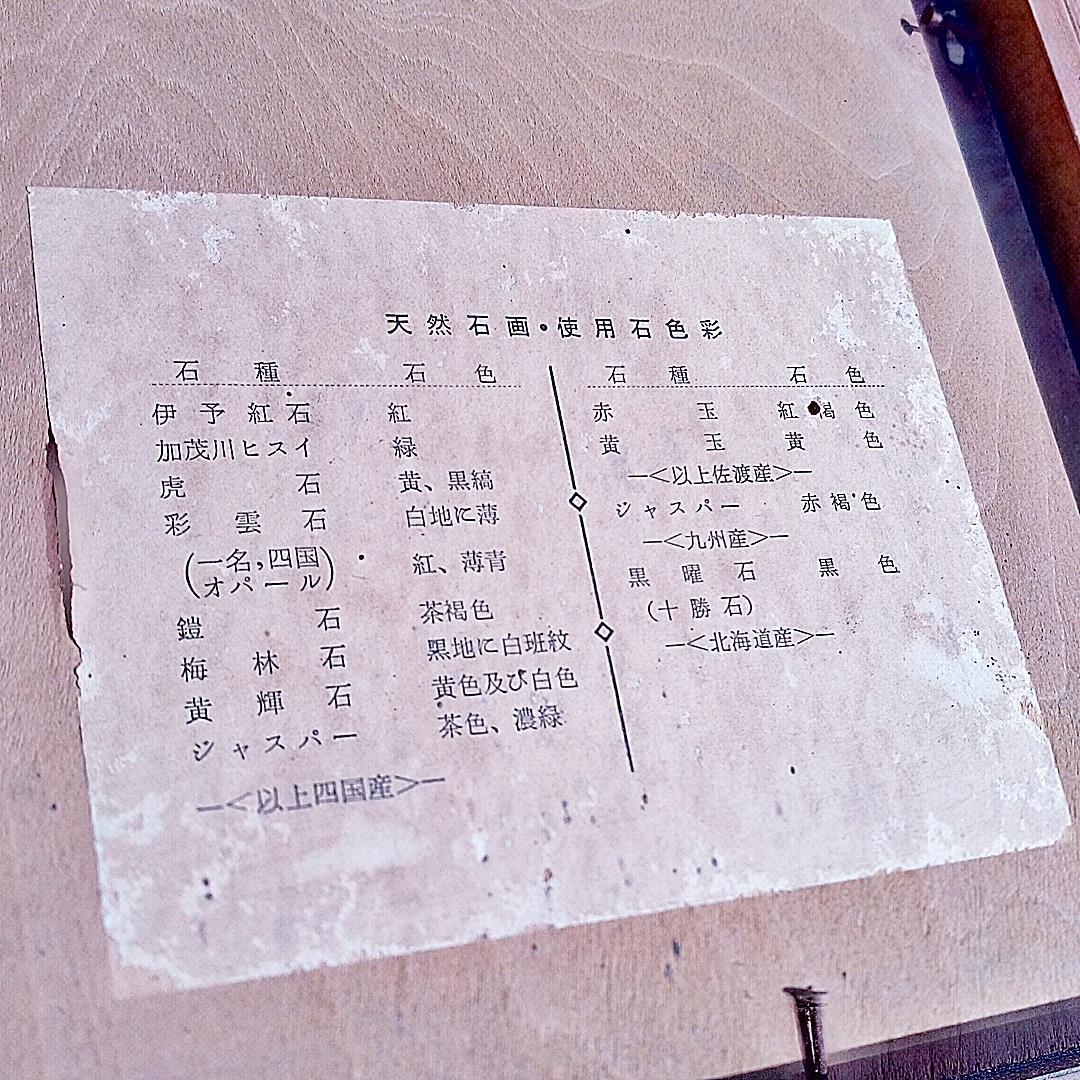 天然石画・使用石色彩
石種 石色
伊予紅石 紅
加茂川ヒスイ 緑
虎石 黄、黒縞
彩雲石 白地に薄
(一名,四国オパール) 紅、薄青
鎧石 茶褐色
梅林石 黒地に白班紋
黄輝石 黄色及び白色
ジャスパー 茶色、濃緑
―<以上四国産>―
石種 石色
赤玉 紅褐色
黄玉 黄色
―<以上佐渡産>―
ジャスパー 赤褐色
―<九州産>―
黒曜石 黒色
(十勝石)
―<北海道産>―